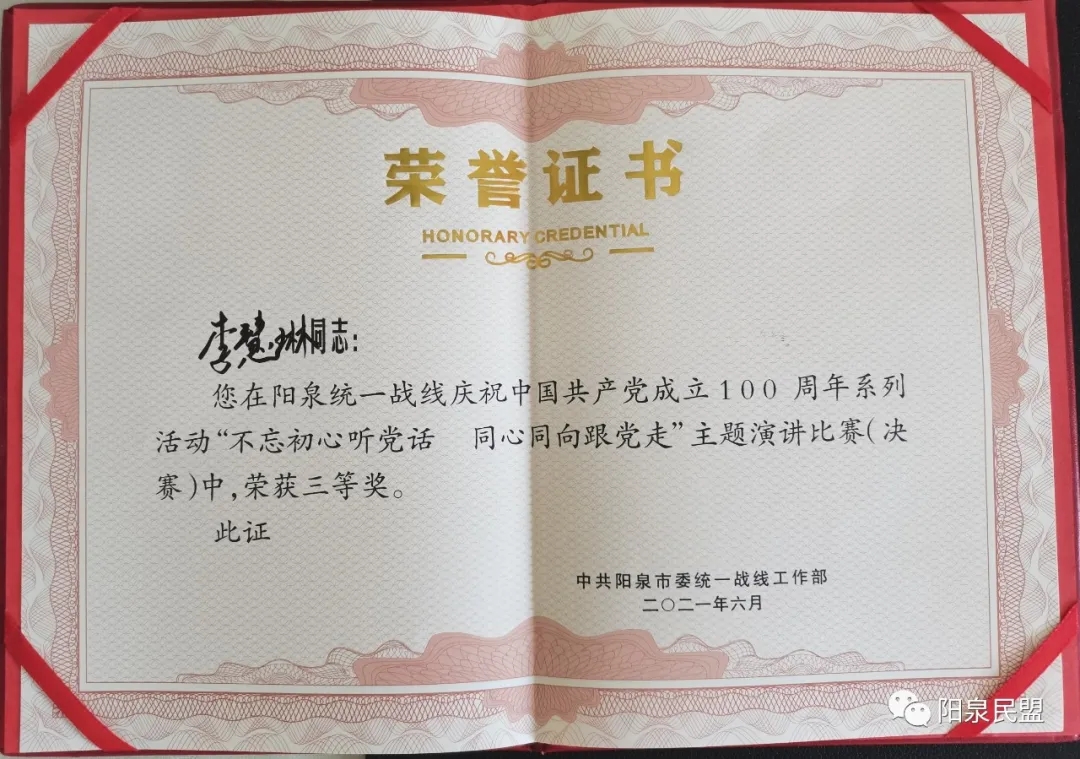 荣誉证书
HONORARY CREDENTIAL
李慧琳同志：
您在阳泉统一战线庆祝中国共产党成立100 周年系列
活动“不忘初心听党话 同心同向跟党走”主题演讲比赛(决
赛)中,荣获三等奖。
此证
中共阳泉市委统一战线工作部
二〇二一年六月
阳泉民盟